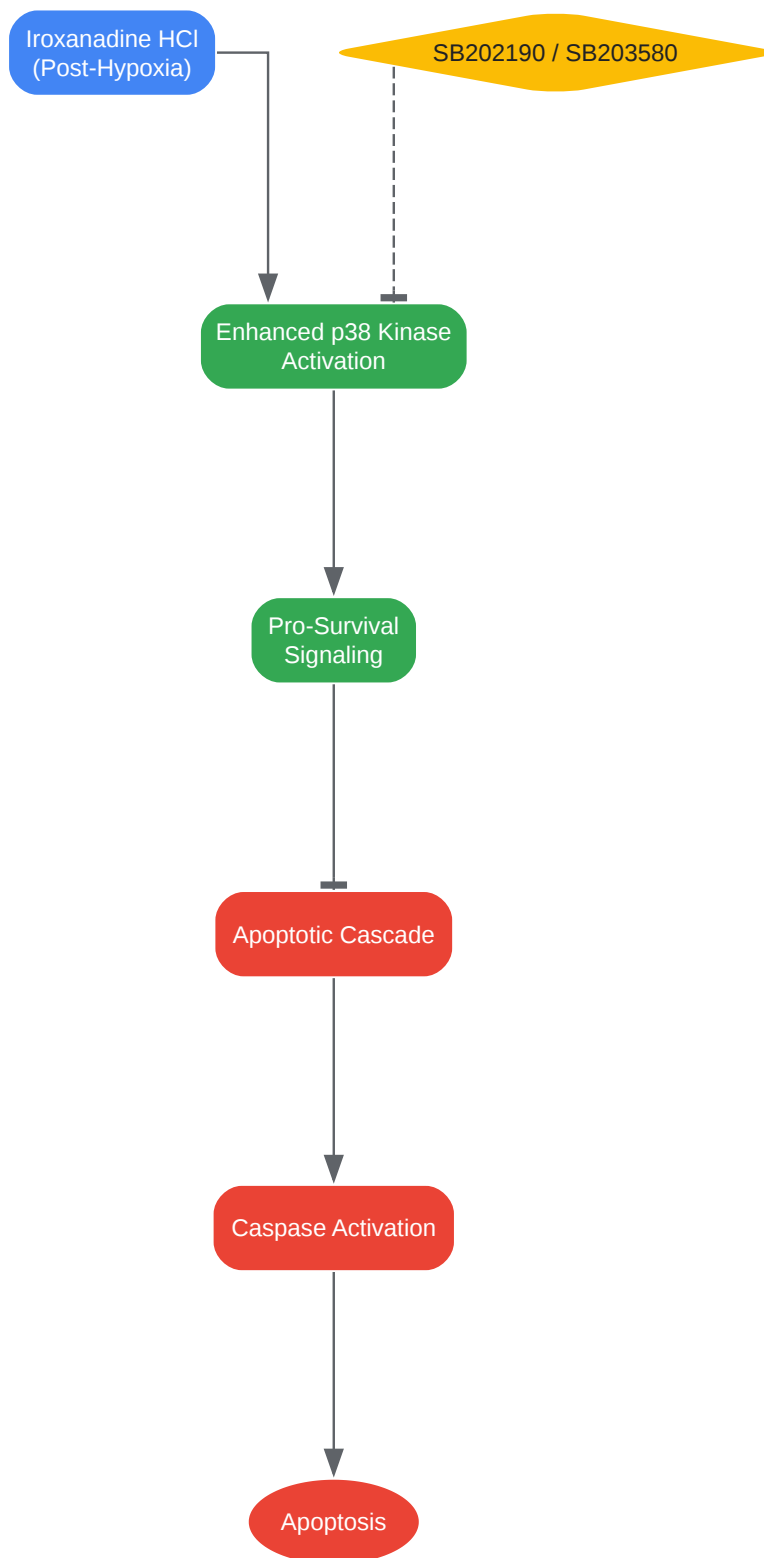 Iroxanadine HCl
(Post-Hypoxia)
SB202190 / SB203580
Enhanced p38 Kinase
Activation
Pro-Survival
Signaling
Apoptotic Cascade
Caspase Activation
Apoptosis